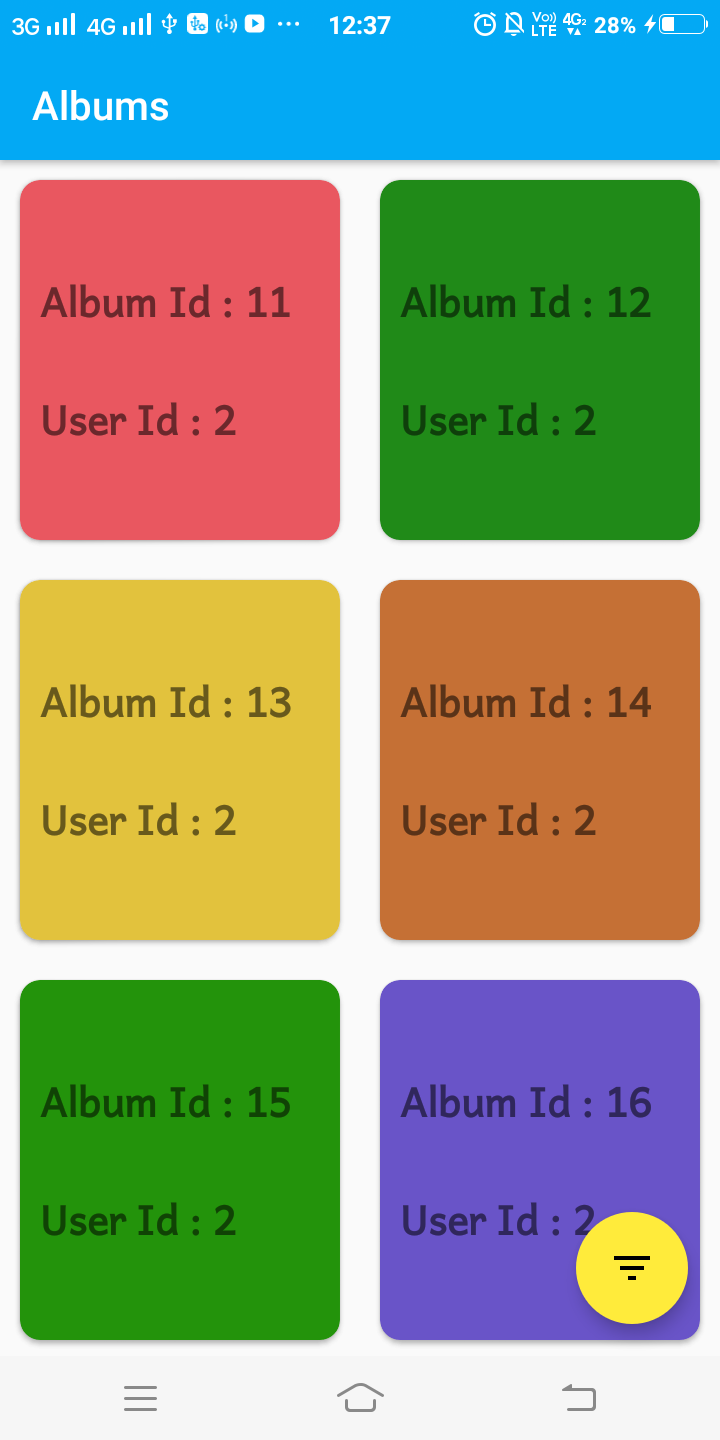 3G 4G 12:37 VoD LTE 4G2 28%
Albums
Album Id : 11
User Id : 2
Album Id : 12
User Id : 2
Album Id : 13
User Id : 2
Album Id : 14
User Id : 2
Album Id : 15
User Id : 2
Album Id : 16
User Id : 2